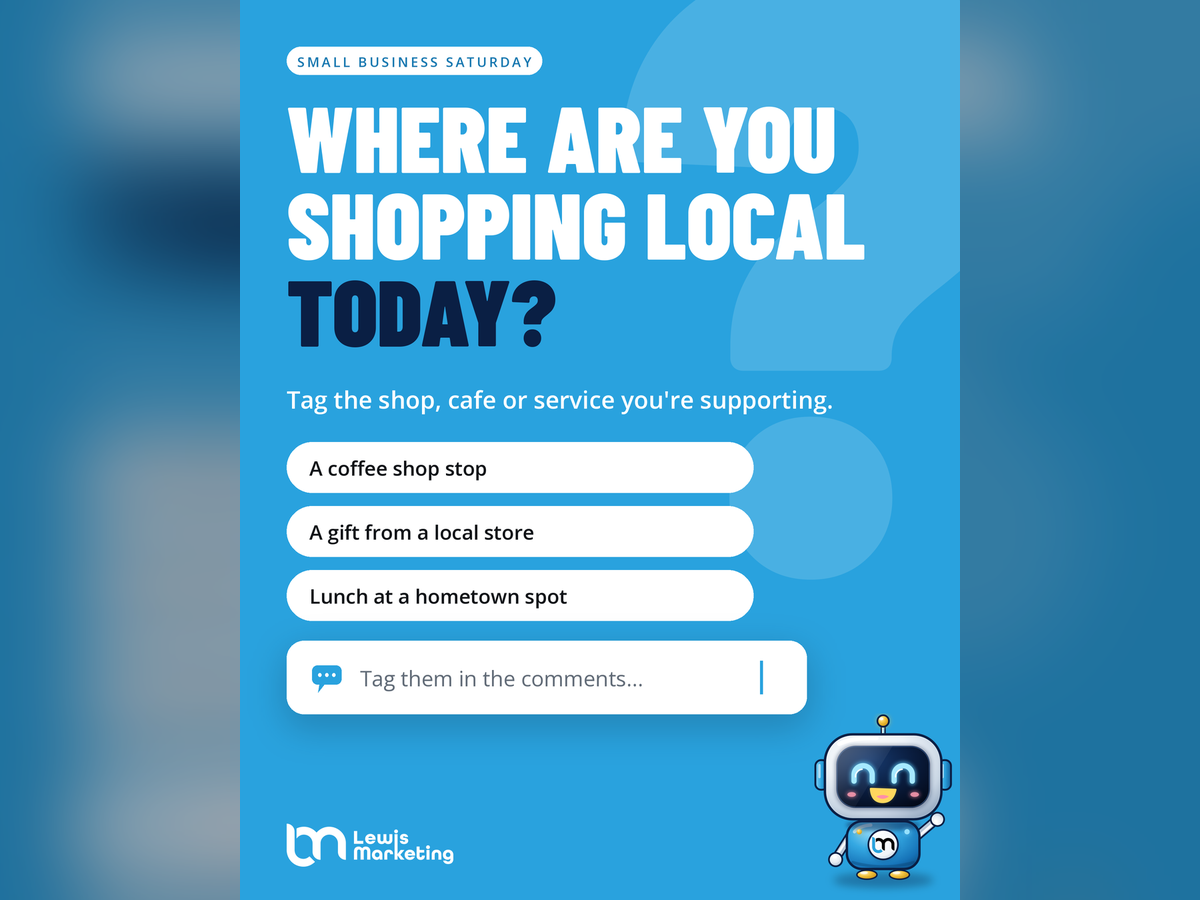 SMALL BUSINESS SATURDAY
WHERE ARE YOU
SHOPPING LOCAL
TODAY?
Tag the shop, cafe or service you're supporting.
A coffee shop stop
A gift from a local store
Lunch at a hometown spot
Tag them in the comments...
Lewis
Marketing